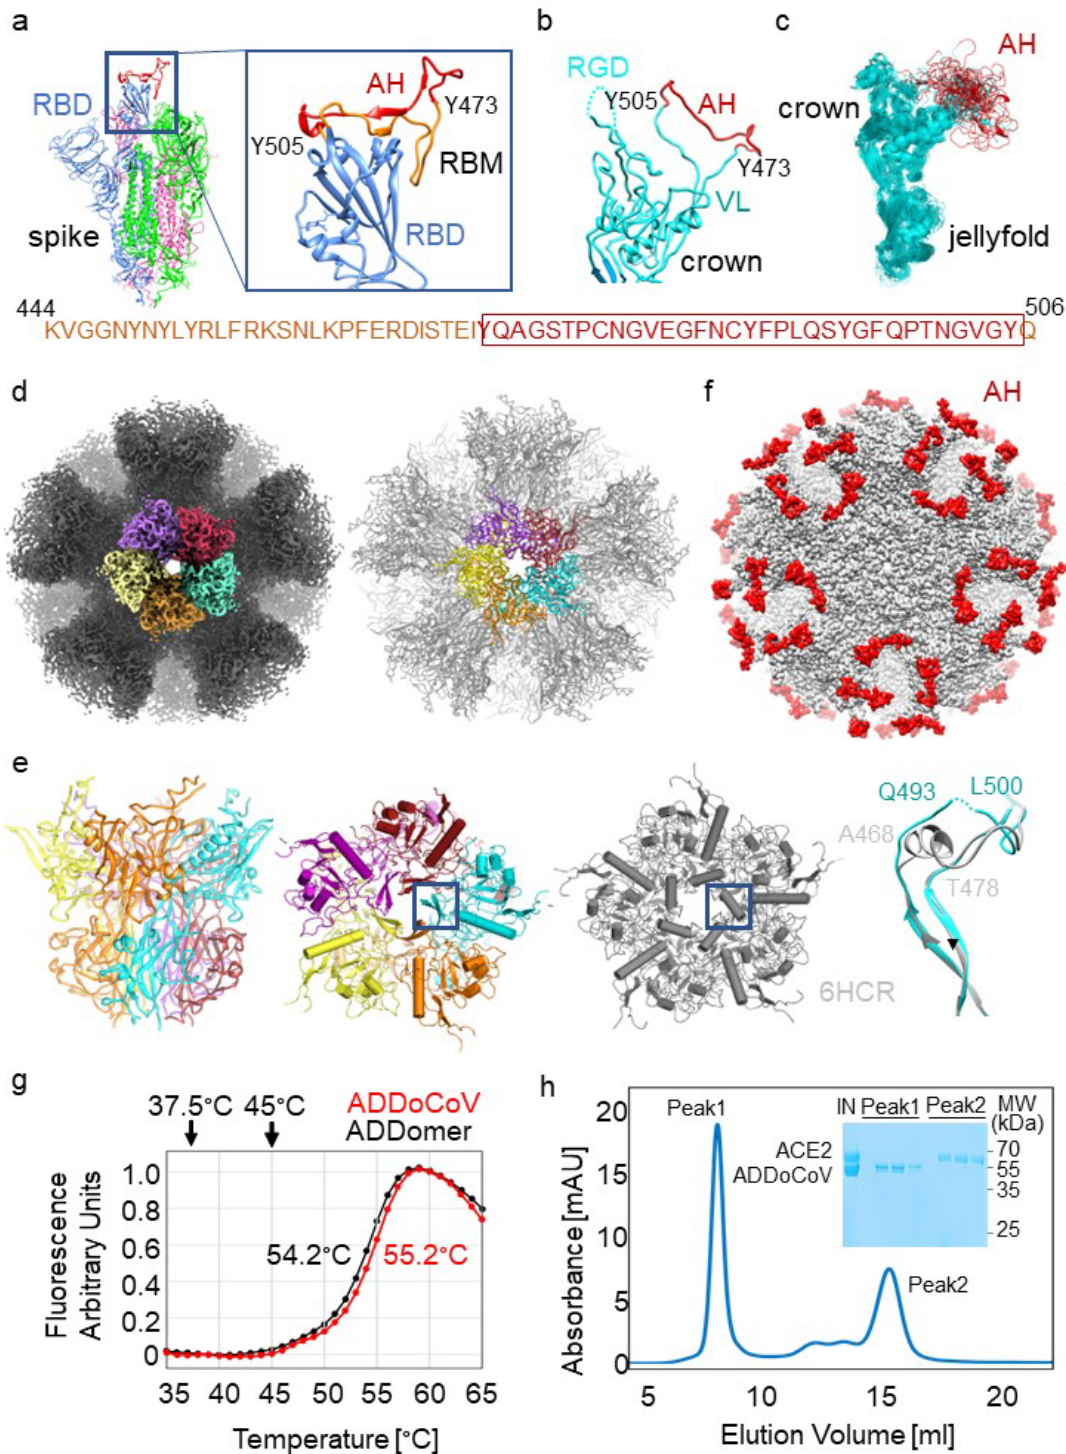 a
RBD
spike
AH
Y473
Y505
RBM
RBD
b
RGD
Y505
AH
Y473
VL
crown
c
AH
crown
jellyfold
444
506
KVGGNYNYLYRLFRKSNLKPFERDISTEIYQAGSTPCNGVEGFNCYFPLQSYGFQPTNGVGYQ
d
f
AH
e
6HCR
Q493
L500
A468
T478
g
37.5°C
45°C
ADDoCoV
ADDomer
Fluorescence
Arbitrary Units
1.0
0.8
0.6
0.4
0.2
0
54.2°C
55.2°C
35
40
45
50
55
60
65
Temperature [°C]
h
Absorbance [mAU]
20
15
10
5
0
Peak1
IN Peak1 Peak2 MW
(kDa)
ACE2
ADDoCoV
70
55
35
25
Peak2
5
10
15
20
Elution Volume [ml]